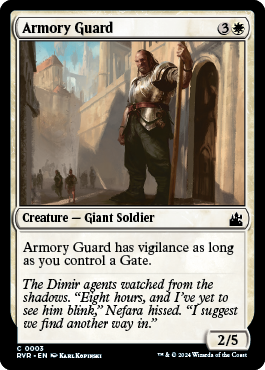 Armory Guard 3
Creature — Giant Soldier
Armory Guard has vigilance as long
as you control a Gate.
The Dimir agents watched from the
shadows. “Eight hours, and I’ve yet to
see him blink,” Nefara hissed. “I suggest
we find another way in.”
2/5
C 0003
RVR • EN Karl Kopinski
™ & © 2024 Wizards of the Coast